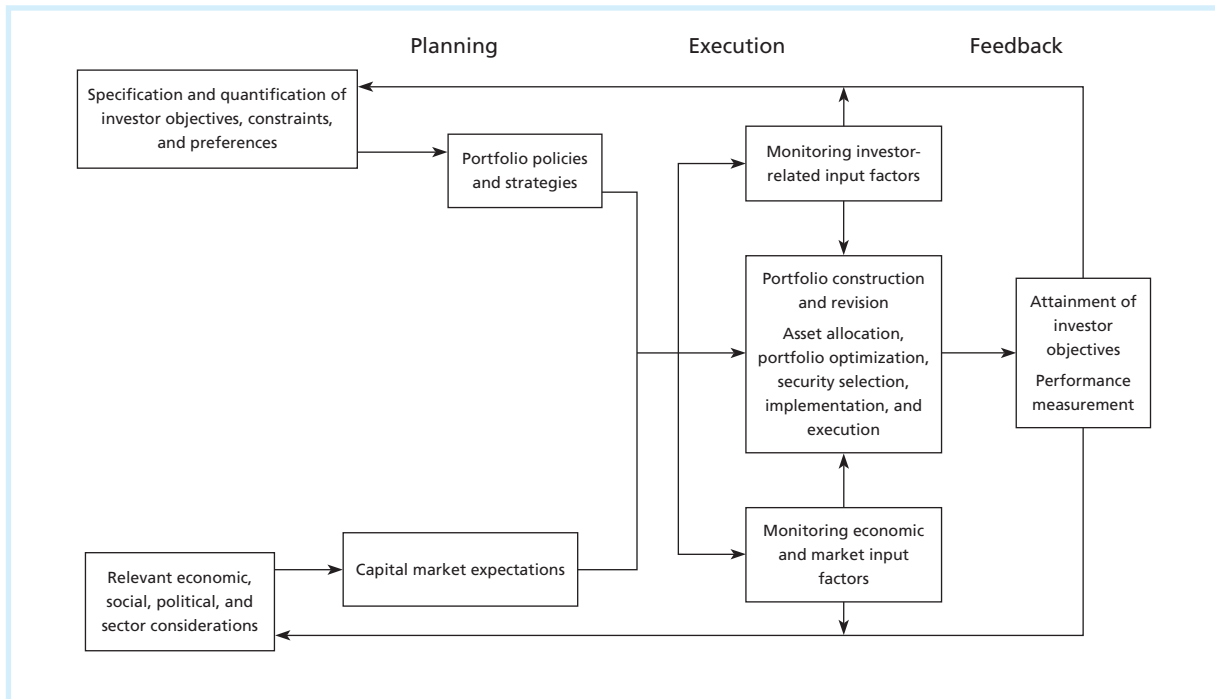 Planning
Execution
Feedback
Specification and quantification of
investor objectives, constraints,
and preferences
Portfolio policies
and strategies
Monitoring investor-
related input factors
Portfolio construction
and revision
Asset allocation,
portfolio optimization,
security selection,
implementation, and
execution
Attainment of
investor
objectives
Performance
measurement
Relevant economic,
social, political, and
sector considerations
Capital market expectations
Monitoring economic
and market input
factors